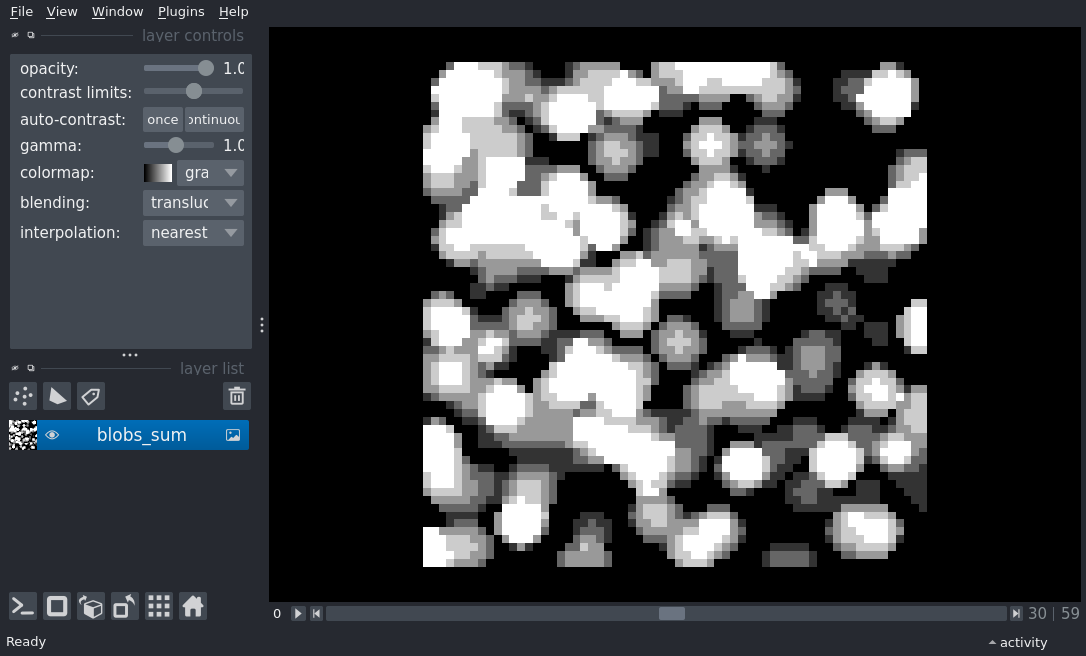 File View Window Plugins Help
layer controls
opacity: 1.0
contrast limits:
auto-contrast: once ontinuou
gamma: 1.0
colormap: gra
blending: transluc
interpolation: nearest
layer list
blobs_sum
0 30 | 59
Ready activity